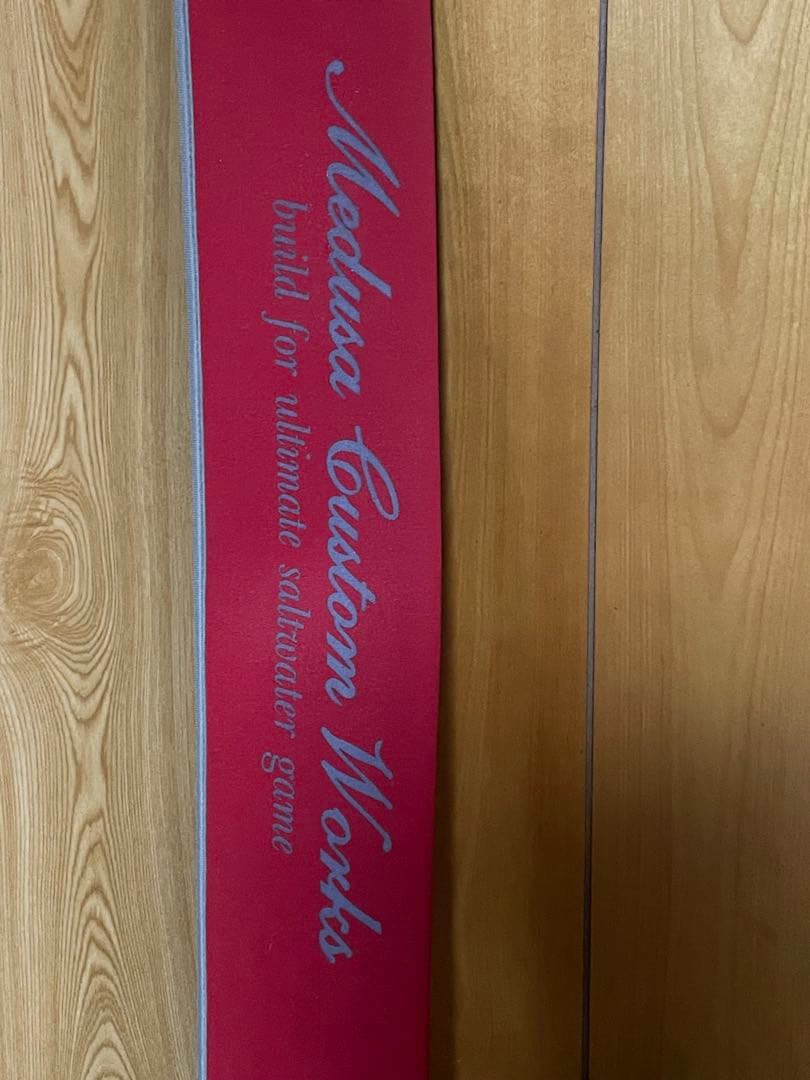 Medusa Custom Works
build for ultimate saltwater game